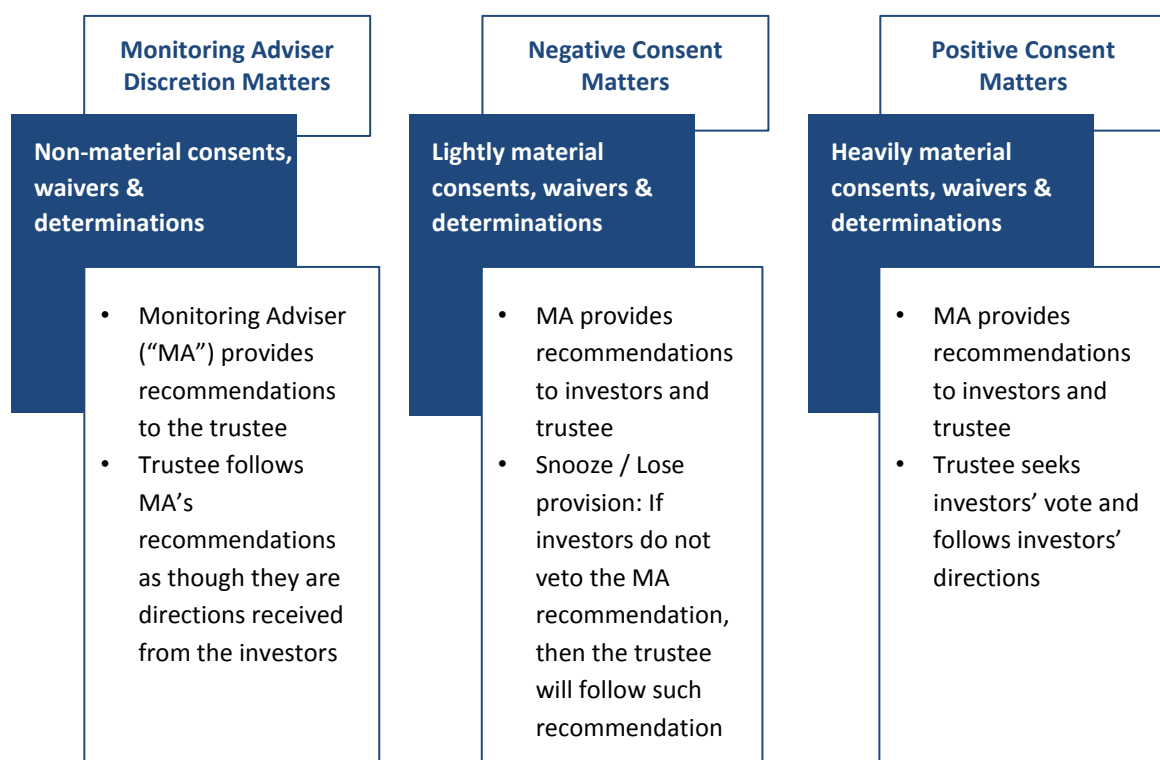 Monitoring Adviser
Discretion Matters
Non-material consents,
waivers &
determinations
• Monitoring Adviser
(“MA”) provides
recommendations
to the trustee
• Trustee follows
MA’s
recommendations
as though they are
directions received
from the investors
Negative Consent
Matters
Lightly material
consents, waivers &
determinations
• MA provides
recommendations
to investors and
trustee
• Snooze / Lose
provision: If
investors do not
veto the MA
recommendation,
then the trustee
will follow such
recommendation
Positive Consent
Matters
Heavily material
consents, waivers &
determinations
• MA provides
recommendations
to investors and
trustee
• Trustee seeks
investors’ vote and
follows investors’
directions